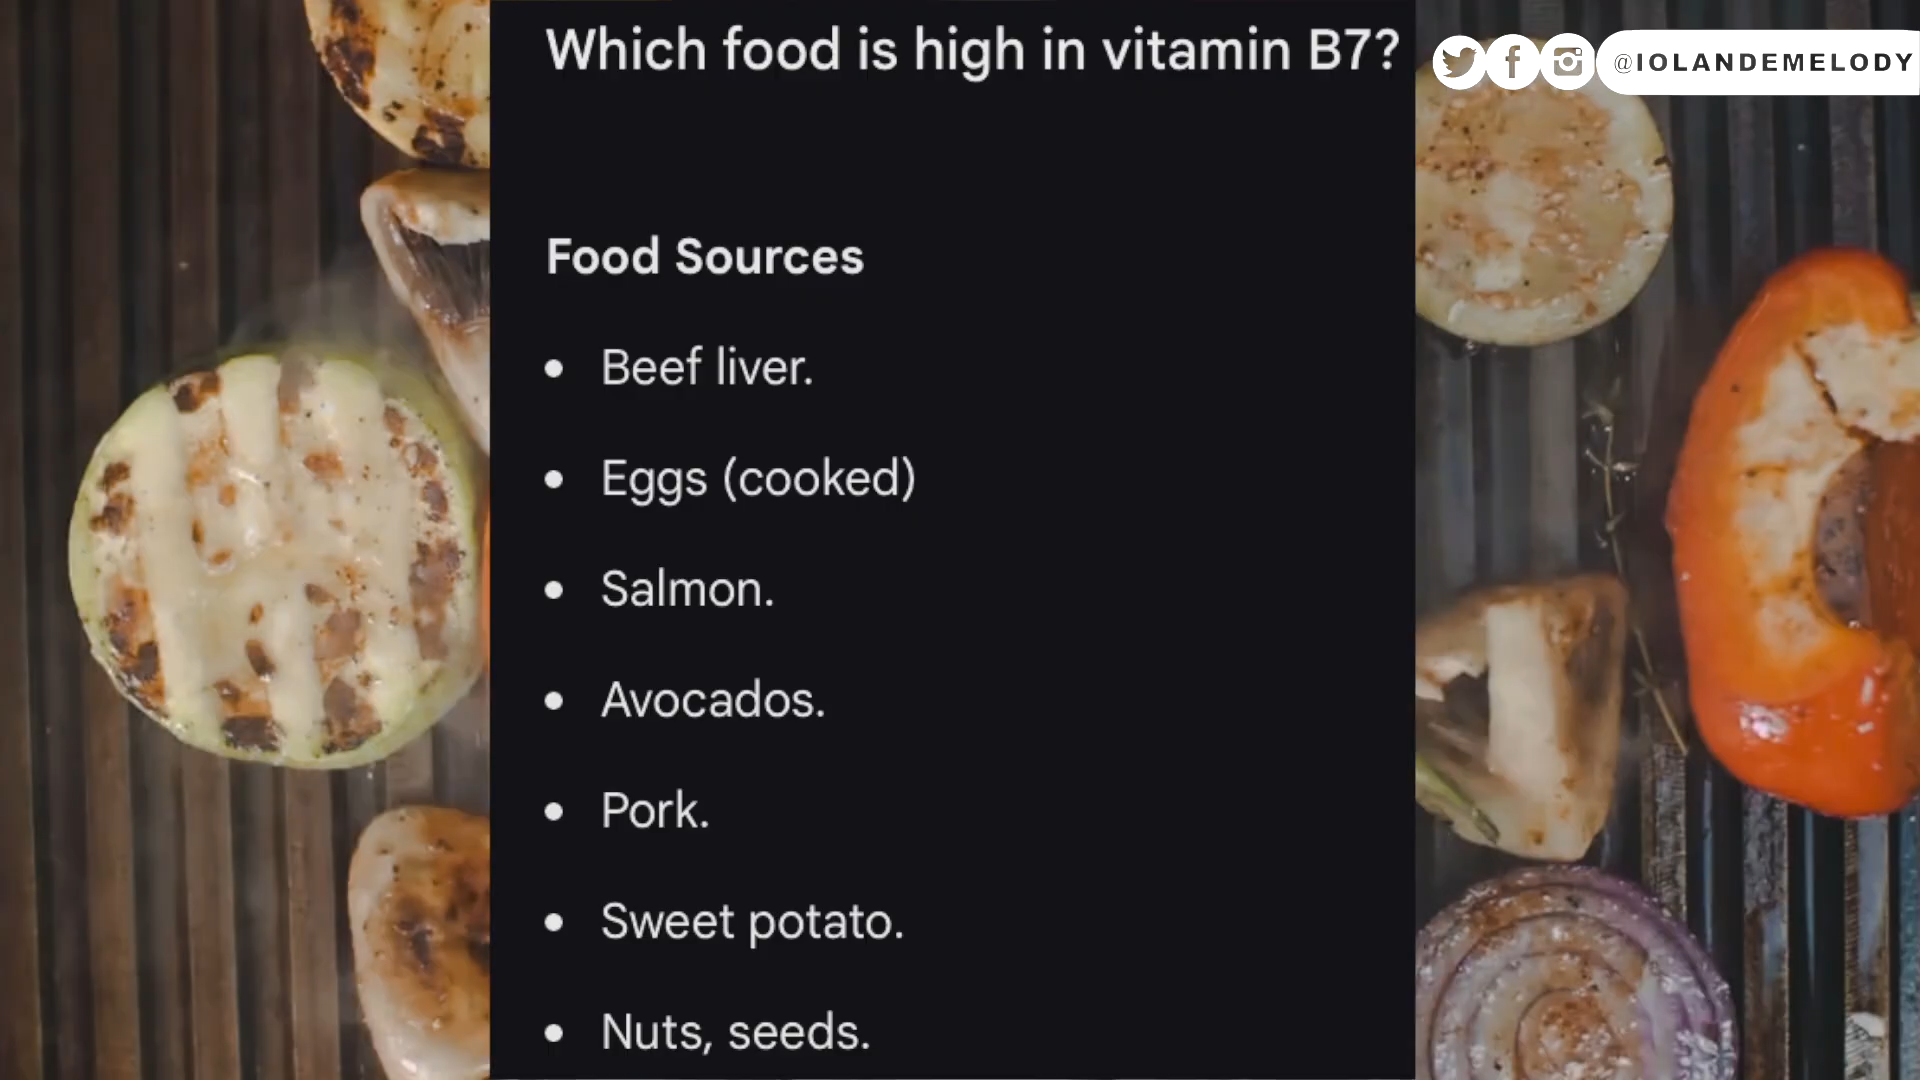 Which food is high in vitamin B7?
@IOLANDEMELODY
Food Sources
• Beef liver.
• Eggs (cooked)
• Salmon.
• Avocados.
• Pork.
• Sweet potato.
• Nuts, seeds.